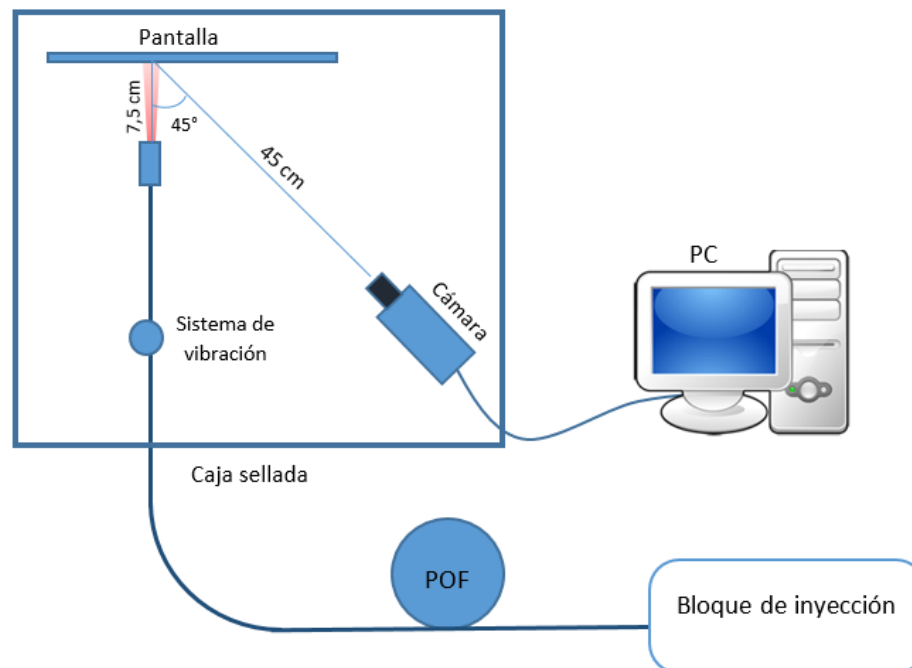 Pantalla
7,5 cm
45°
45 cm
PC
Cámara
Sistema de
vibración
Caja sellada
POF
Bloque de inyección